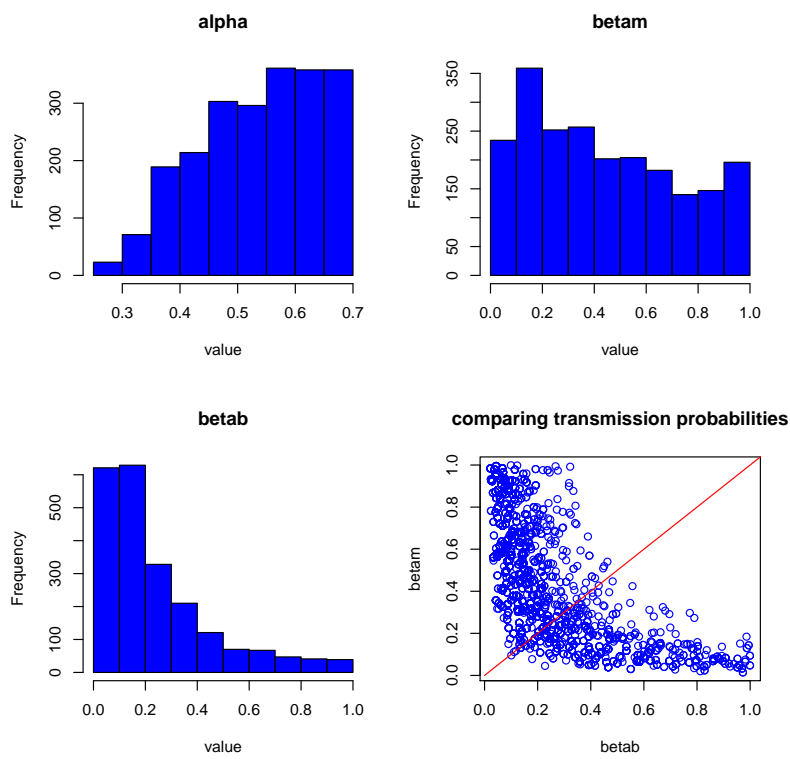 alpha
Frequency
0
100
300
0.3 0.4 0.5 0.6 0.7
value
betam
Frequency
0
50
150
250
350
0.0 0.2 0.4 0.6 0.8 1.0
value
betab
Frequency
0
100
300
500
0.0 0.2 0.4 0.6 0.8 1.0
value
comparing transmission probabilities
betam
0.0
0.2
0.4
0.6
0.8
1.0
0.0 0.2 0.4 0.6 0.8 1.0
betab